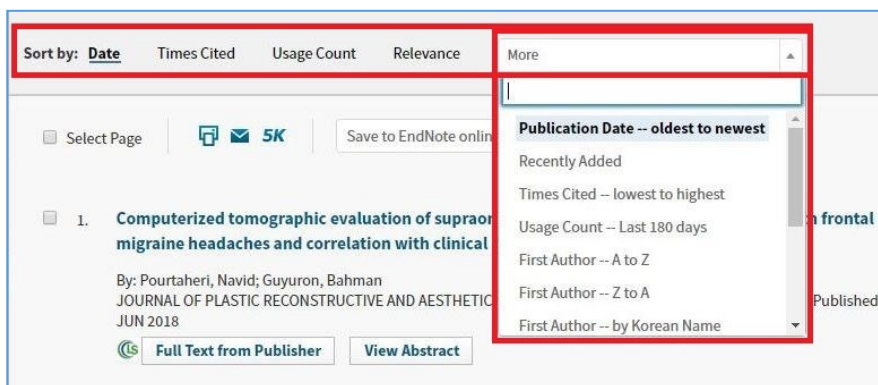 Sort by: Date Times Cited Usage Count Relevance More
Publication Date -- oldest to newest
Recently Added
Times Cited -- lowest to highest
Usage Count -- Last 180 days
First Author -- A to Z
First Author -- Z to A
First Author -- by Korean Name
Select Page 5K Save to EndNote onlin
1. Computerized tomographic evaluation of supraor frontal
migraine headaches and correlation with clinical
By: Pourtaheri, Navid; Guyuron, Bahman
JOURNAL OF PLASTIC RECONSTRUCTIVE AND AESTHETIC Published
JUN 2018
Full Text from Publisher View Abstract